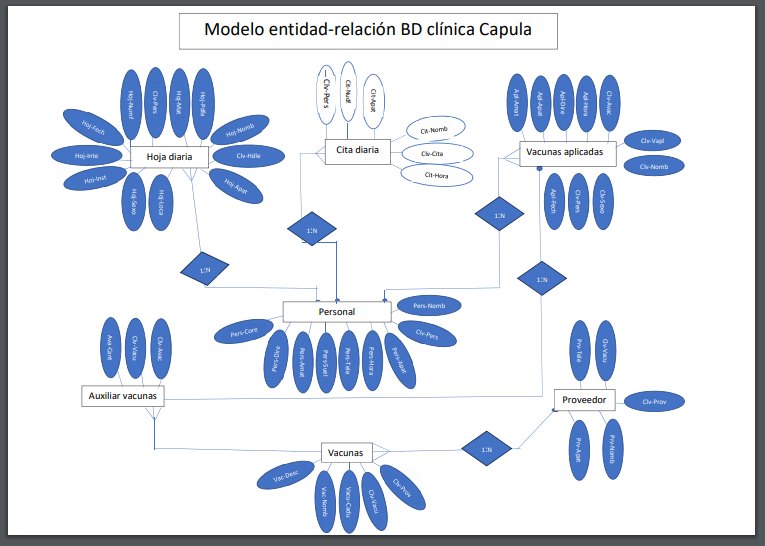 Modelo entidad-relación BD clínica Capula
Hoj-Numf
Clv-Pers
Hoj-Mat
Hoj-Pdia
Hoj-Fech
Hoj-Nomb
Hoj-Inte
Hoja diaria
Clv-Hdie
Hoj-Inst
Hoj-Apat
Hoj-Sexo
Hoj-Loca
Clv-Pers
Cit-Nudf
Cit-Apat
Cit-Nomb
Cita diaria
Clv-Cita
Cit-Hora
Apl-Amat
Apl-Apat
Apl-Dire
Apl-Hora
Clv-Avac
Clv-Vapl
Vacunas aplicadas
Clv-Nomb
Apl-Fech
Clv-Pers
Clv-Sexo
1:N
1:N
1:N
1:N
Personal
Pers-Nomb
Pers-Core
Clv-Pers
Pers-Dire
Pers-Amat
Pers-Suel
Pers-Tele
Pers-Hora
Pers-Apat
Aux-Cant
Clv-Vacu
Clv-Avac
Auxiliar vacunas
Prv-Tele
Clv-Vacu
Proveedor
Clv-Prov
Prv-Apat
Prv-Nomb
1:N
Vacunas
Vac-Desc
Vac-Nomb
Vacu-Cadu
Clv-Vacu
Clv-Prov